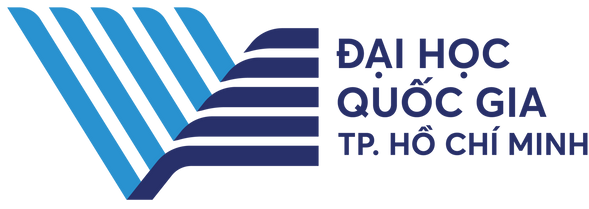 ĐẠI HỌC
QUỐC GIA
TP. HỒ CHÍ MINH